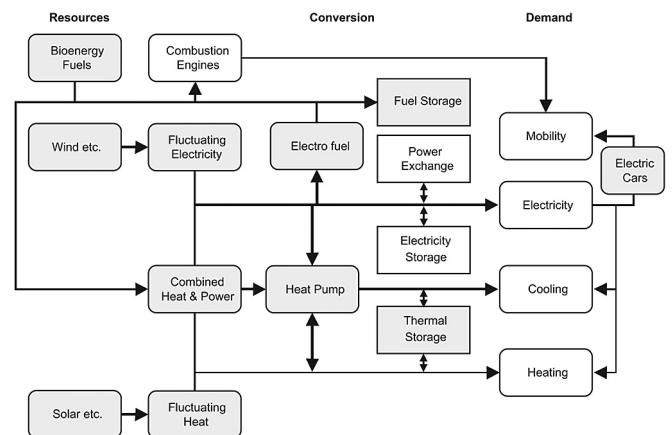 Resources
Conversion
Demand
Bioenergy
Fuels
Combustion
Engines
Fuel Storage
Mobility
Wind etc.
Fluctuating
Electricity
Electro fuel
Power
Exchange
Electric
Cars
Electricity
Electricity
Storage
Combined
Heat & Power
Heat Pump
Cooling
Thermal
Storage
Heating
Solar etc.
Fluctuating
Heat